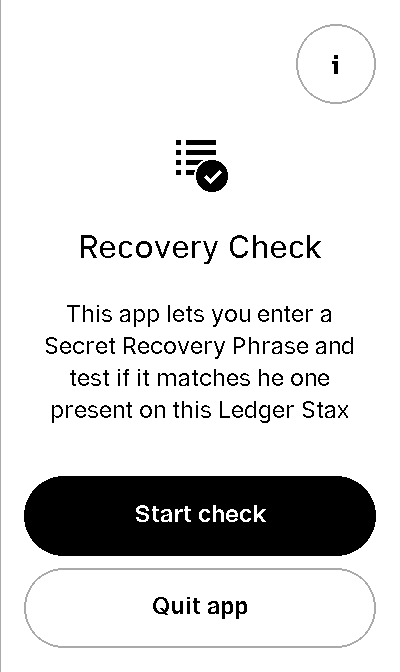 i
Recovery Check
This app lets you enter a
Secret Recovery Phrase and
test if it matches he one
present on this Ledger Stax
Start check
Quit app